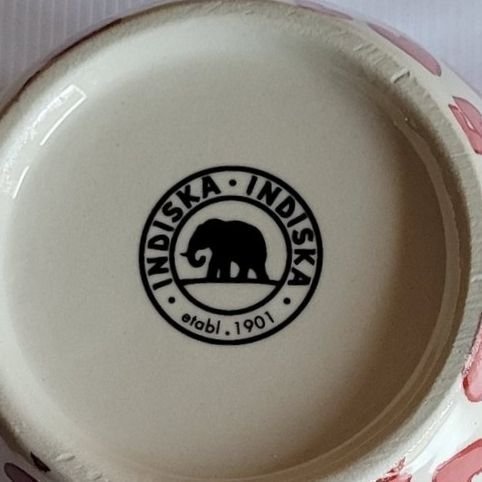 INDISKA · INDISKA
· etabl . 1901 ·